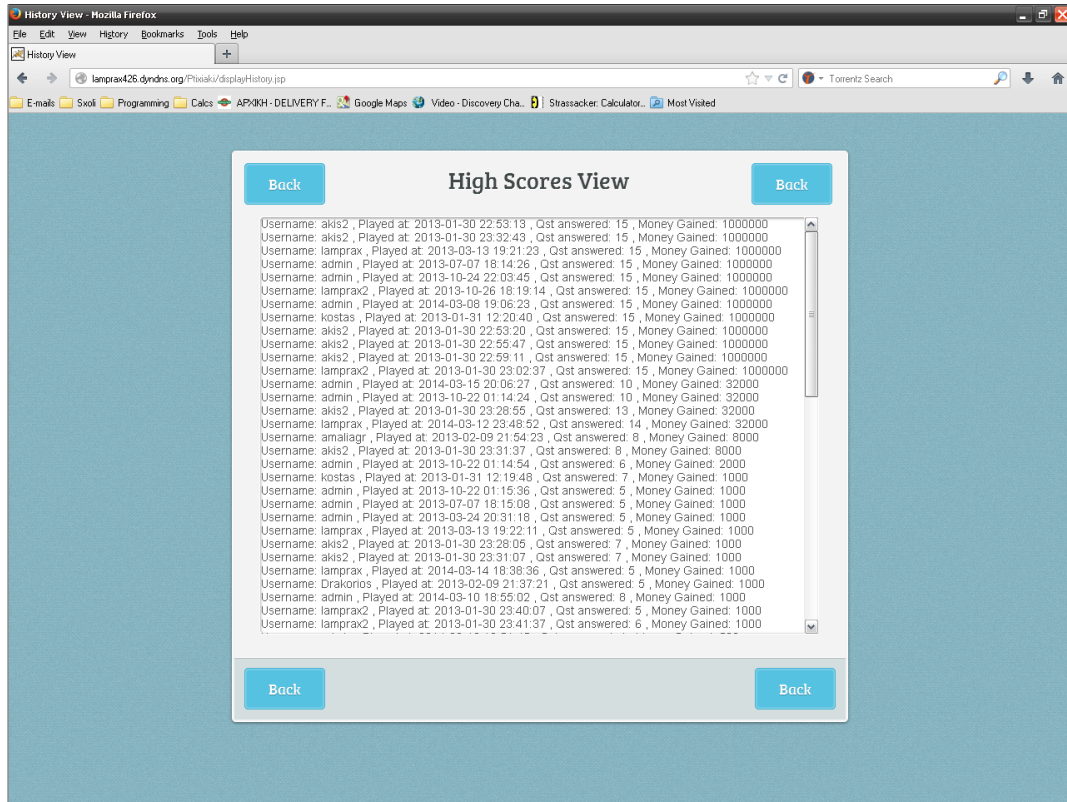 History View - Mozilla Firefox
File Edit View History Bookmarks Tools Help
History View
lamprax426.dyndns.org/Ptixiaki/displayHistory.jsp
Torrentz Search
E-mails Sxoli Programming Calcs ΑΡΧΙΚΗ - DELIVERY F... Google Maps Video - Discovery Cha... Strassacker: Calculator... Most Visited
Back High Scores View Back
Username: akis2 , Played at: 2013-01-30 22:53:13 , Qst answered: 15 , Money Gained: 1000000
Username: akis2 , Played at: 2013-01-30 23:32:43 , Qst answered: 15 , Money Gained: 1000000
Username: lamprax , Played at: 2013-03-13 19:21:23 , Qst answered: 15 , Money Gained: 1000000
Username: admin , Played at: 2013-07-07 18:14:26 , Qst answered: 15 , Money Gained: 1000000
Username: admin , Played at: 2013-10-24 22:03:45 , Qst answered: 15 , Money Gained: 1000000
Username: lamprax2 , Played at: 2013-10-26 18:19:14 , Qst answered: 15 , Money Gained: 1000000
Username: admin , Played at: 2014-03-08 19:06:23 , Qst answered: 15 , Money Gained: 1000000
Username: kostas , Played at: 2013-01-31 12:20:40 , Qst answered: 15 , Money Gained: 1000000
Username: akis2 , Played at: 2013-01-30 22:53:20 , Qst answered: 15 , Money Gained: 1000000
Username: akis2 , Played at: 2013-01-30 22:55:47 , Qst answered: 15 , Money Gained: 1000000
Username: akis2 , Played at: 2013-01-30 22:59:11 , Qst answered: 15 , Money Gained: 1000000
Username: lamprax2 , Played at: 2013-01-30 23:02:37 , Qst answered: 15 , Money Gained: 1000000
Username: admin , Played at: 2014-03-15 20:06:27 , Qst answered: 10 , Money Gained: 32000
Username: admin , Played at: 2013-10-22 01:14:24 , Qst answered: 10 , Money Gained: 32000
Username: akis2 , Played at: 2013-01-30 23:28:55 , Qst answered: 13 , Money Gained: 32000
Username: lamprax , Played at: 2014-03-12 23:48:52 , Qst answered: 14 , Money Gained: 32000
Username: amaliagr , Played at: 2013-02-09 21:54:23 , Qst answered: 8 , Money Gained: 8000
Username: akis2 , Played at: 2013-01-30 23:31:37 , Qst answered: 8 , Money Gained: 8000
Username: admin , Played at: 2013-10-22 01:14:54 , Qst answered: 6 , Money Gained: 2000
Username: kostas , Played at: 2013-01-31 12:19:48 , Qst answered: 7 , Money Gained: 1000
Username: admin , Played at: 2013-10-22 01:15:36 , Qst answered: 5 , Money Gained: 1000
Username: admin , Played at: 2013-07-07 18:15:08 , Qst answered: 5 , Money Gained: 1000
Username: admin , Played at: 2013-03-24 20:31:18 , Qst answered: 5 , Money Gained: 1000
Username: lamprax , Played at: 2013-03-13 19:22:11 , Qst answered: 5 , Money Gained: 1000
Username: akis2 , Played at: 2013-01-30 23:28:05 , Qst answered: 7 , Money Gained: 1000
Username: akis2 , Played at: 2013-01-30 23:31:07 , Qst answered: 7 , Money Gained: 1000
Username: lamprax , Played at: 2014-03-14 18:38:36 , Qst answered: 5 , Money Gained: 1000
Username: Drakorios , Played at: 2013-02-09 21:37:21 , Qst answered: 5 , Money Gained: 1000
Username: admin , Played at: 2014-03-10 18:55:02 , Qst answered: 8 , Money Gained: 1000
Username: lamprax2 , Played at: 2013-01-30 23:40:07 , Qst answered: 5 , Money Gained: 1000
Username: lamprax2 , Played at: 2013-01-30 23:41:37 , Qst answered: 6 , Money Gained: 1000
Back Back